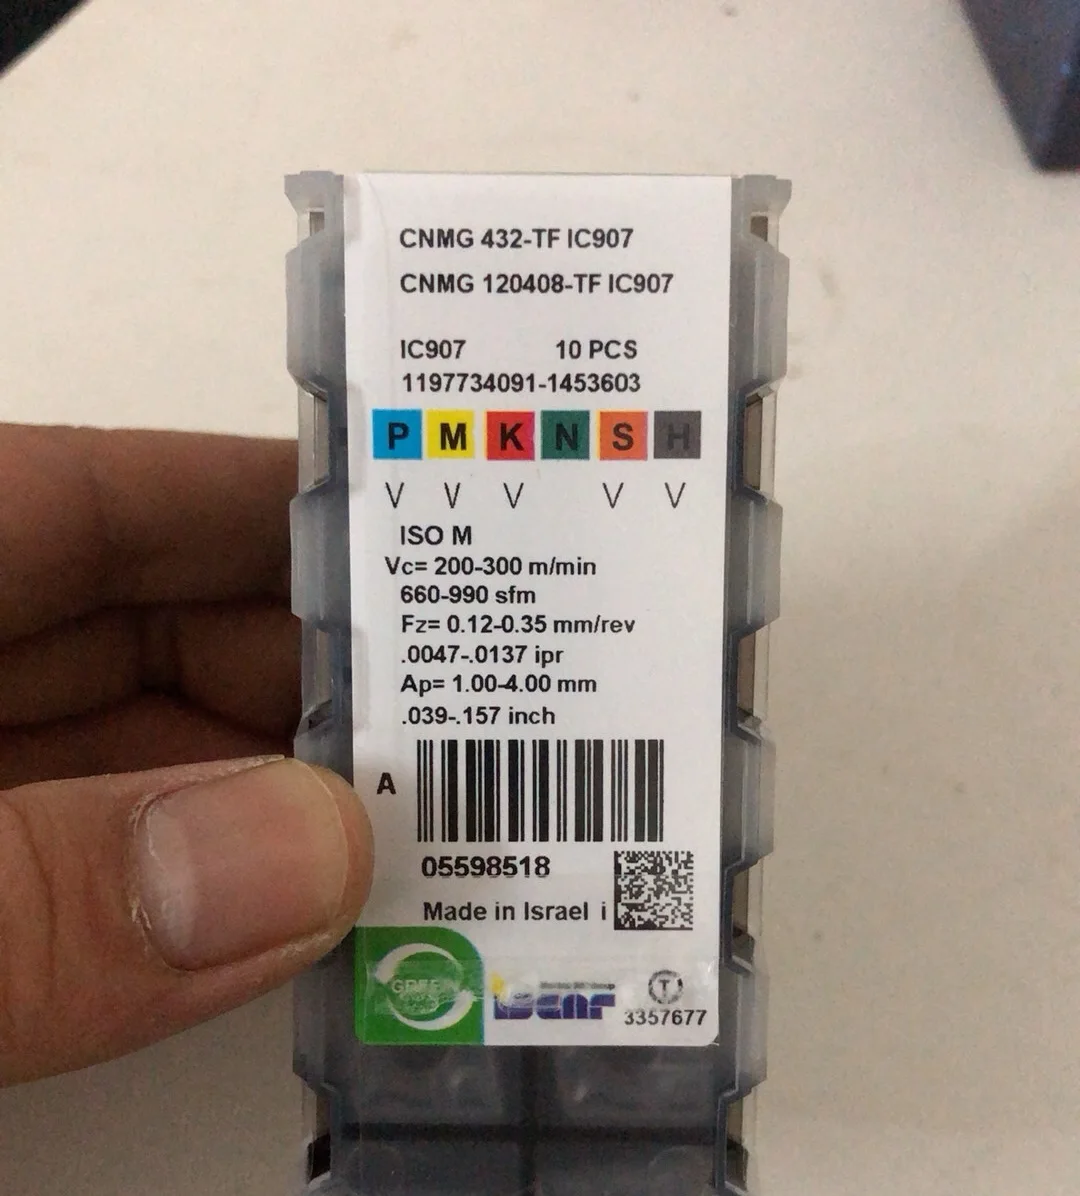 CNMG 432-TF IC907
CNMG 120408-TF IC907
IC907 10 PCS
1197734091-1453603
P M K N S H
V V V V V
ISO M
Vc= 200-300 m/min
660-990 sfm
Fz= 0.12-0.35 mm/rev
.0047-.0137 ipr
Ap= 1.00-4.00 mm
.039-.157 inch
A
05598518
Made in Israel i
GREEN
iscar
T
3357677